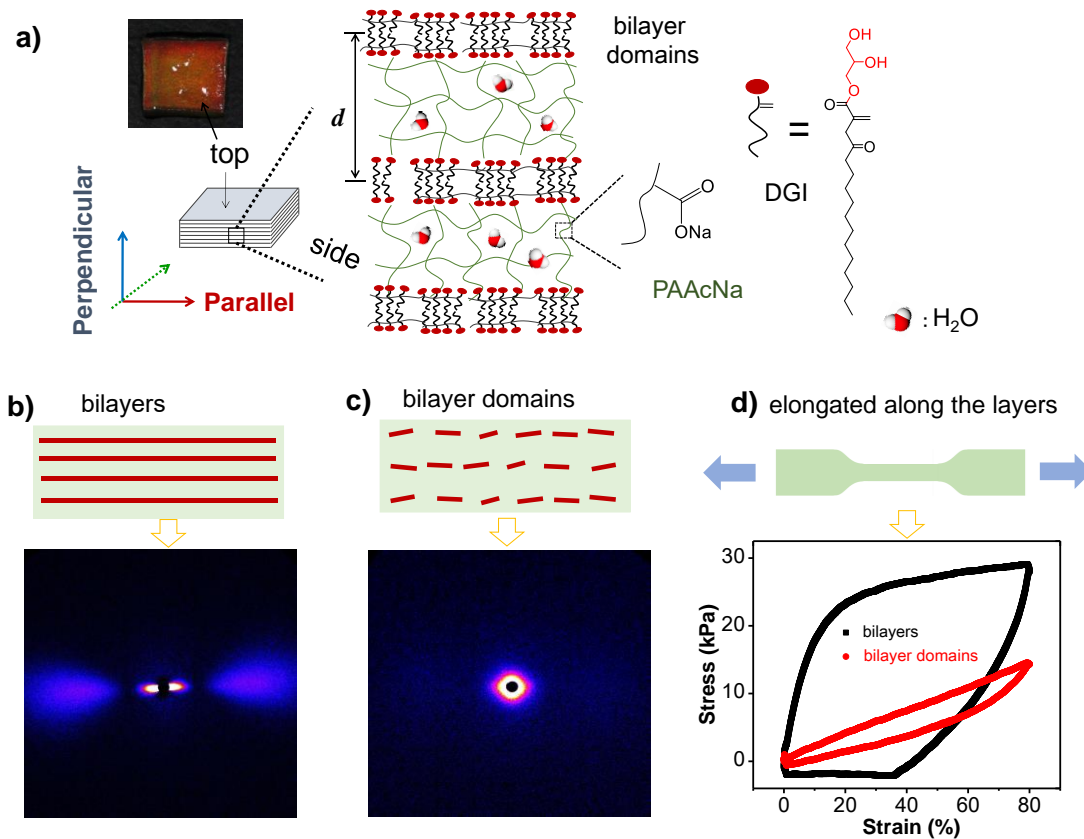 a)
top
side
Perpendicular
Parallel
d
bilayer
domains
PAAcNa
O
ONa
DGI
=
OH
OH
O
O
O
: H₂O
b)
bilayers
c)
bilayer domains
d)
elongated along the layers
Stress (kPa)
30
20
10
0
bilayers
bilayer domains
0
20
40
60
80
Strain (%)